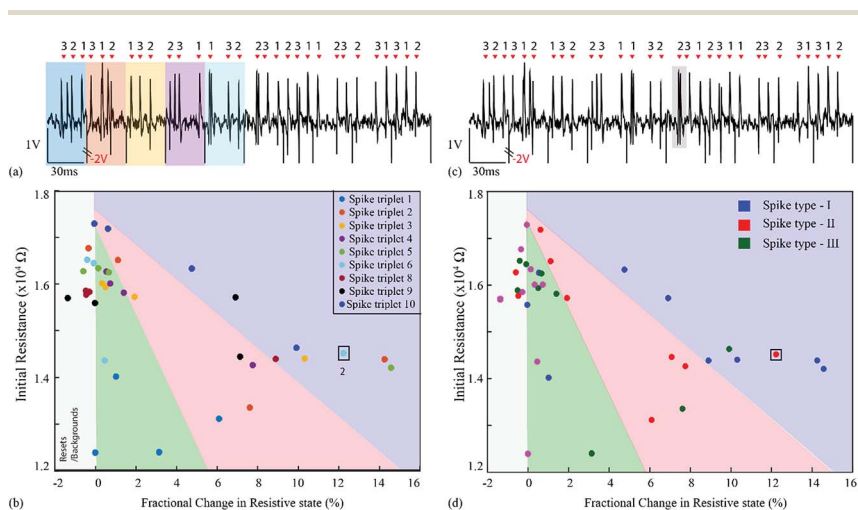 3 2 1 3 1 2 1 3 2 2 3 1 1 3 2 2 3 1 2 3 1 1 2 3 1 2 3 1 1 2
1V
-2V
30ms
(a)
3 2 1 3 1 2 1 3 2 2 3 1 1 3 2 2 3 1 2 3 1 1 2 3 1 2 3 1 1 2
1V
-2V
30ms
(c)
1.8
1.6
1.4
1.2
Initial Resistance (×10⁴ Ω)
Spike triplet 1
Spike triplet 2
Spike triplet 3
Spike triplet 4
Spike triplet 5
Spike triplet 6
Spike triplet 8
Spike triplet 9
Spike triplet 10
2
Resets
/Backgrounds
-2 0 2 4 6 8 10 12 14 16
(b)
Fractional Change in Resistive state (%)
1.8
1.6
1.4
1.2
Initial Resistance (×10⁴ Ω)
Spike type - I
Spike type - II
Spike type - III
-2 0 2 4 6 8 10 12 14 16
(d)
Fractional Change in Resistive state (%)